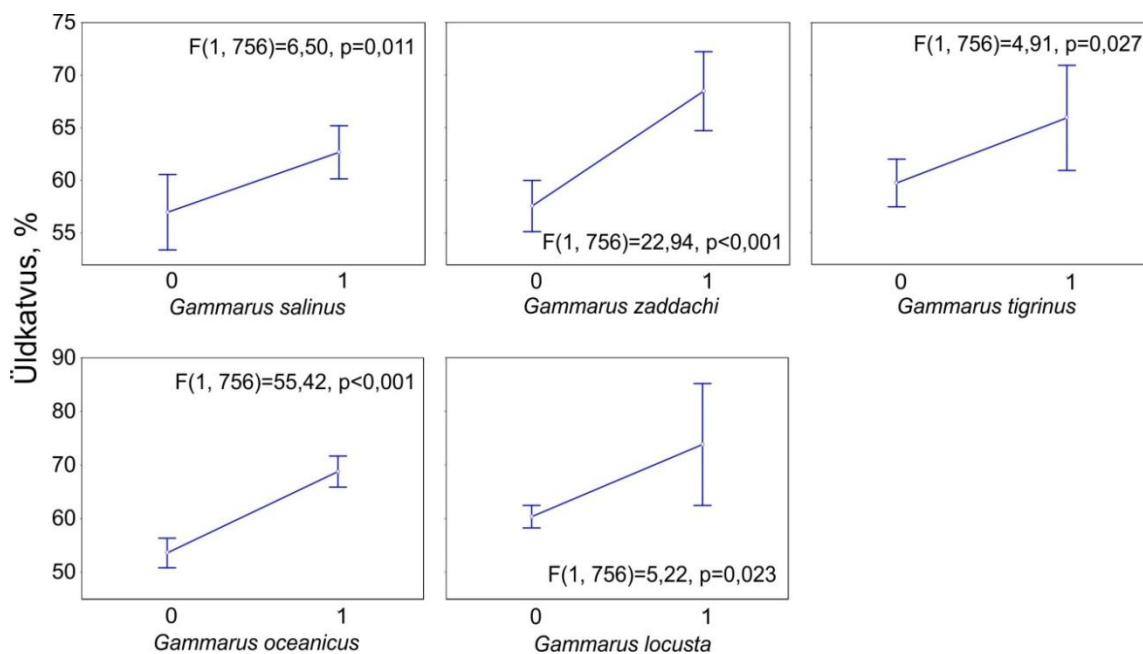 Üldkatvus, %
75
70
65
60
55
F(1, 756)=6,50, p=0,011
0 1
Gammarus salinus
F(1, 756)=22,94, p<0,001
0 1
Gammarus zaddachi
F(1, 756)=4,91, p=0,027
0 1
Gammarus tigrinus
90
80
70
60
50
F(1, 756)=55,42, p<0,001
0 1
Gammarus oceanicus
F(1, 756)=5,22, p=0,023
0 1
Gammarus locusta